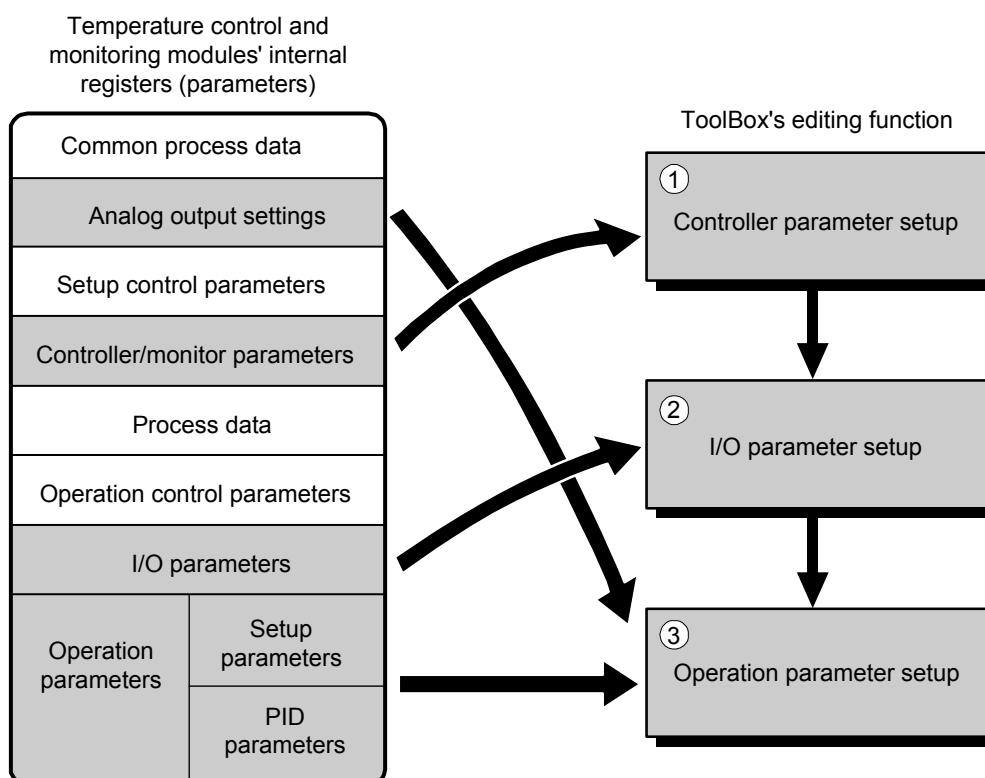 Temperature control and
monitoring modules' internal
registers (parameters)
Common process data
Analog output settings
Setup control parameters
Controller/monitor parameters
Process data
Operation control parameters
I/O parameters
Operation
parameters
Setup
parameters
PID
parameters
ToolBox's editing function
1
Controller parameter setup
2
I/O parameter setup
3
Operation parameter setup